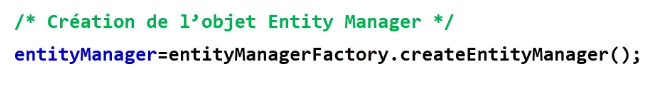 /* Création de l’objet Entity Manager */
entityManager=entityManagerFactory.createEntityManager();